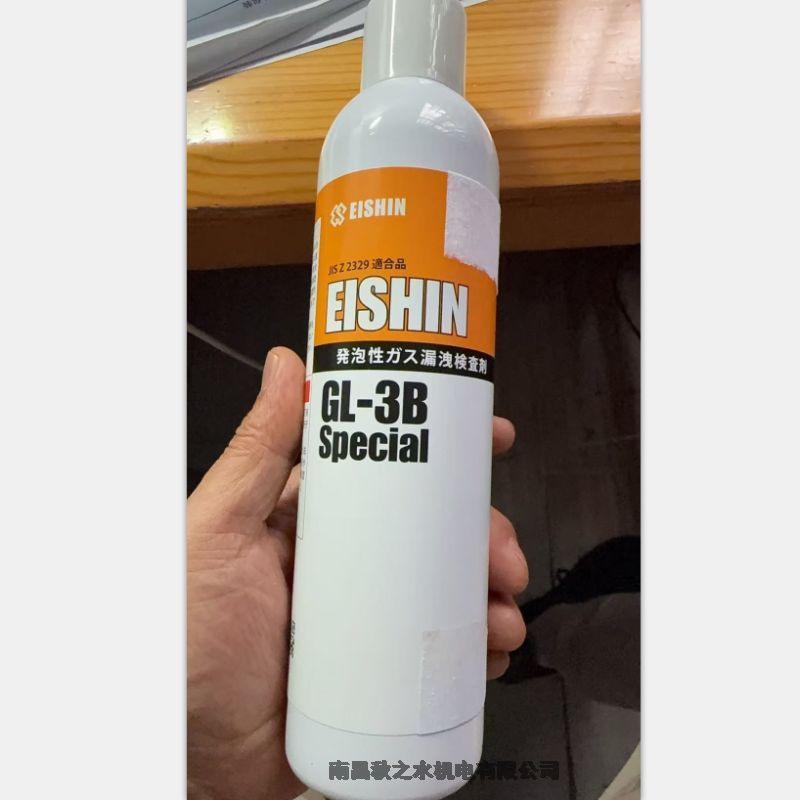 EISHIN
JIS Z 2329 適合品
EISHIN
発泡性ガス漏洩検査剤
GL-3B
Special
南昌秋之水机电有限公司